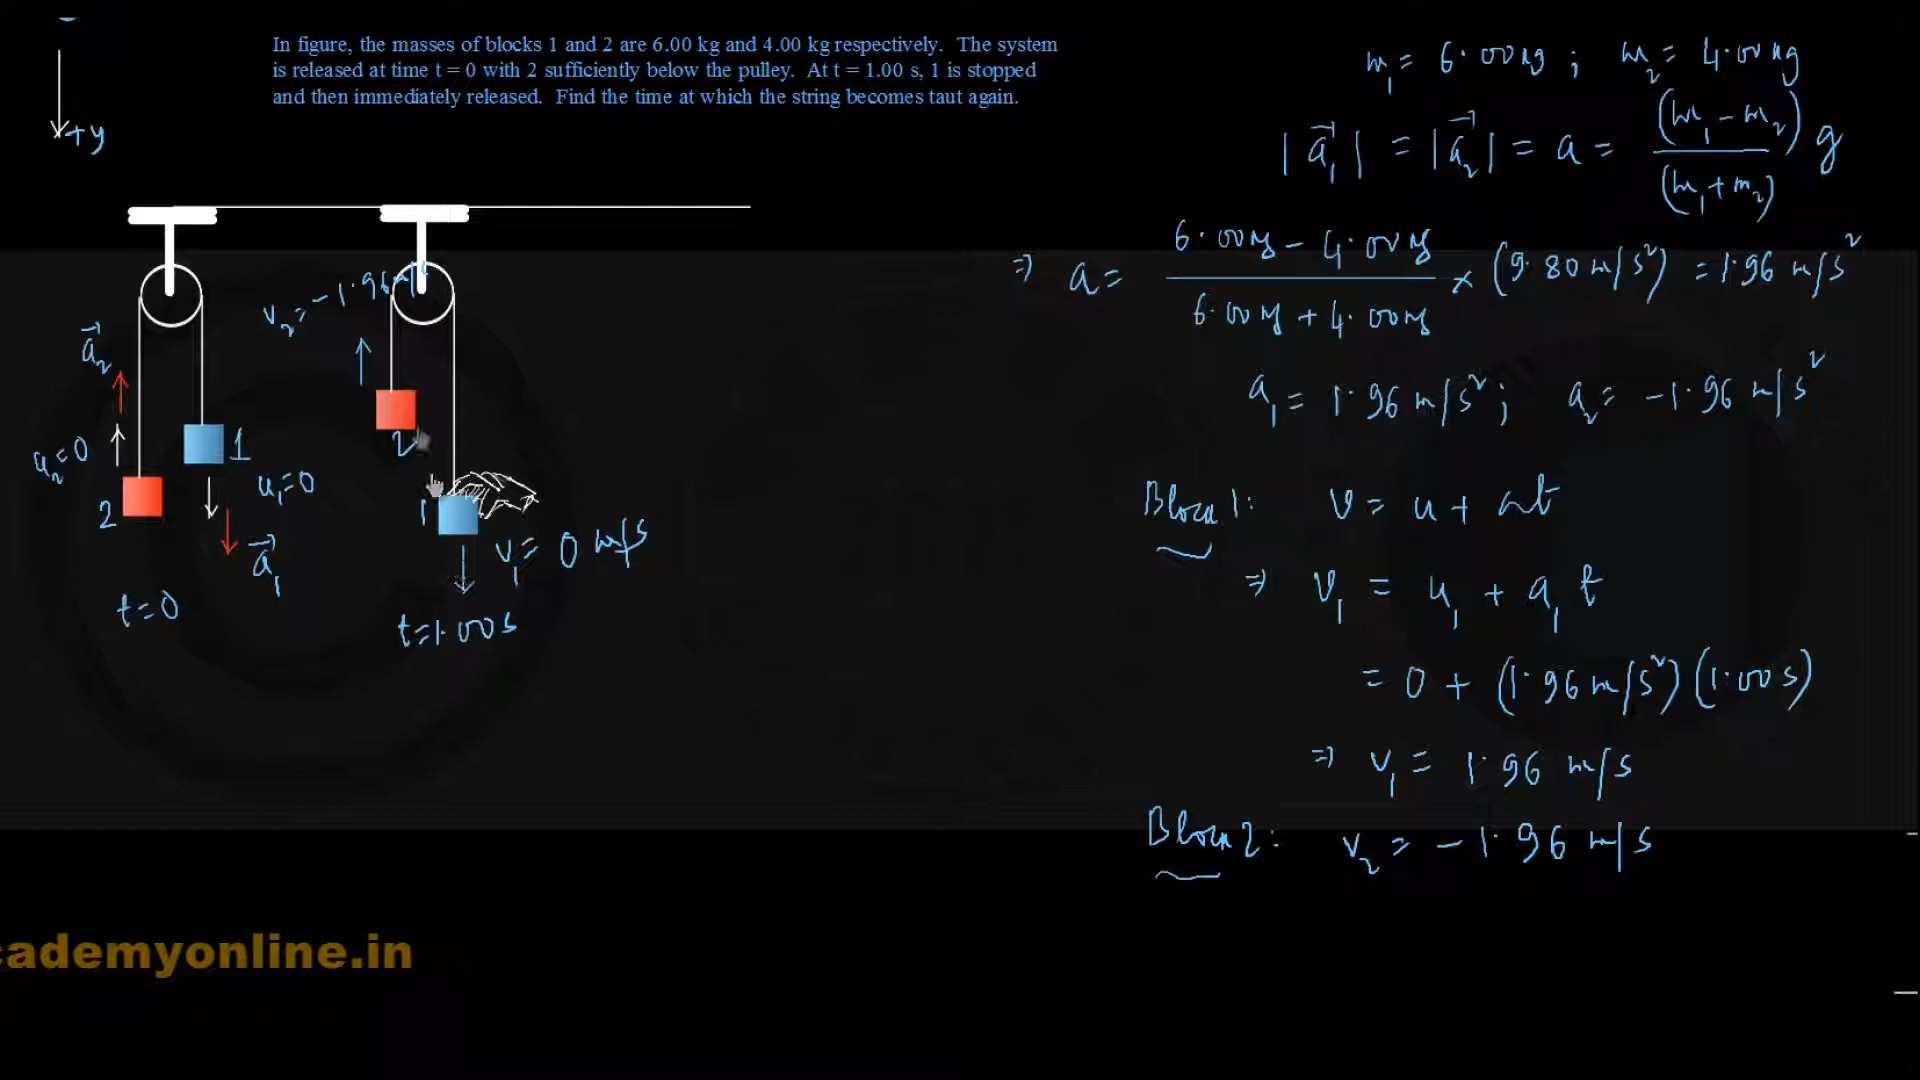 In figure, the masses of blocks 1 and 2 are 6.00 kg and 4.00 kg respectively. The system
is released at time t = 0 with 2 sufficiently below the pulley. At t = 1.00 s, 1 is stopped
and then immediately released. Find the time at which the string becomes taut again.
+y
m₁ = 6.00 kg ; m₂ = 4.00 kg
|a⃗₁| = |a⃗₂| = a = (m₁ - m₂) g
(m₁ + m₂)
⇒ a = 6.00 kg - 4.00 kg × (9.80 m/s²) = 1.96 m/s²
6.00 kg + 4.00 kg
a₁ = 1.96 m/s² ; a₂ = -1.96 m/s²
Block 1: v = u + at
⇒ v₁ = u₁ + a₁ t
= 0 + (1.96 m/s²) (1.00 s)
⇒ v₁ = 1.96 m/s
Block 2: v₂ = -1.96 m/s
a⃗₂
u₂ = 0
2
1
u₁ = 0
a⃗₁
t = 0
v₂ = -1.96 m/s
2
1
v₁ = 0 m/s
t = 1.00 s
cademyonline.in